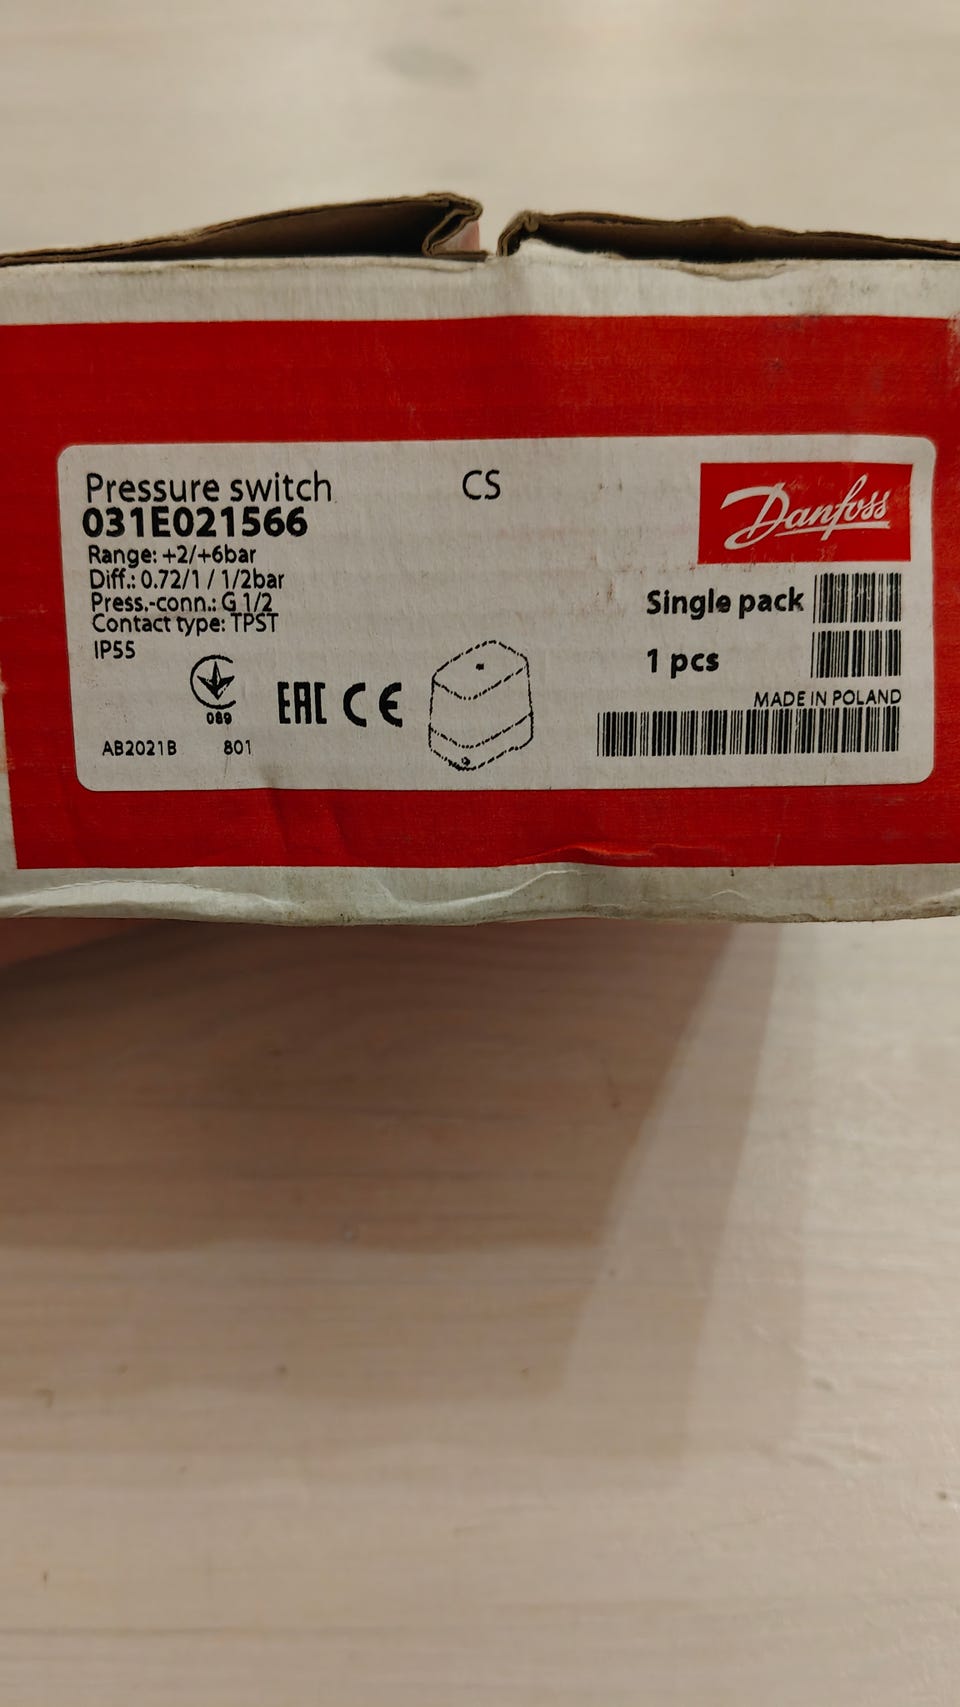 Pressure switch CS
031E021566
Range: +2/+6bar
Diff.: 0.72/1 / 1/2bar
Press.-conn.: G 1/2
Contact type: TPST
IP55
089
EAC CE
AB2021B 801
Danfoss
Single pack
1 pcs
MADE IN POLAND